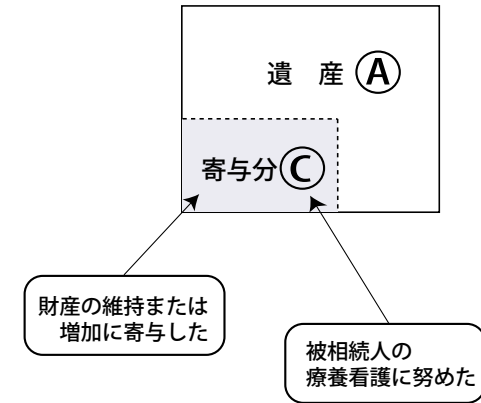 遺 産 Ⓐ
寄与分Ⓒ
財産の維持または
増加に寄与した
被相続人の
療養看護に努めた